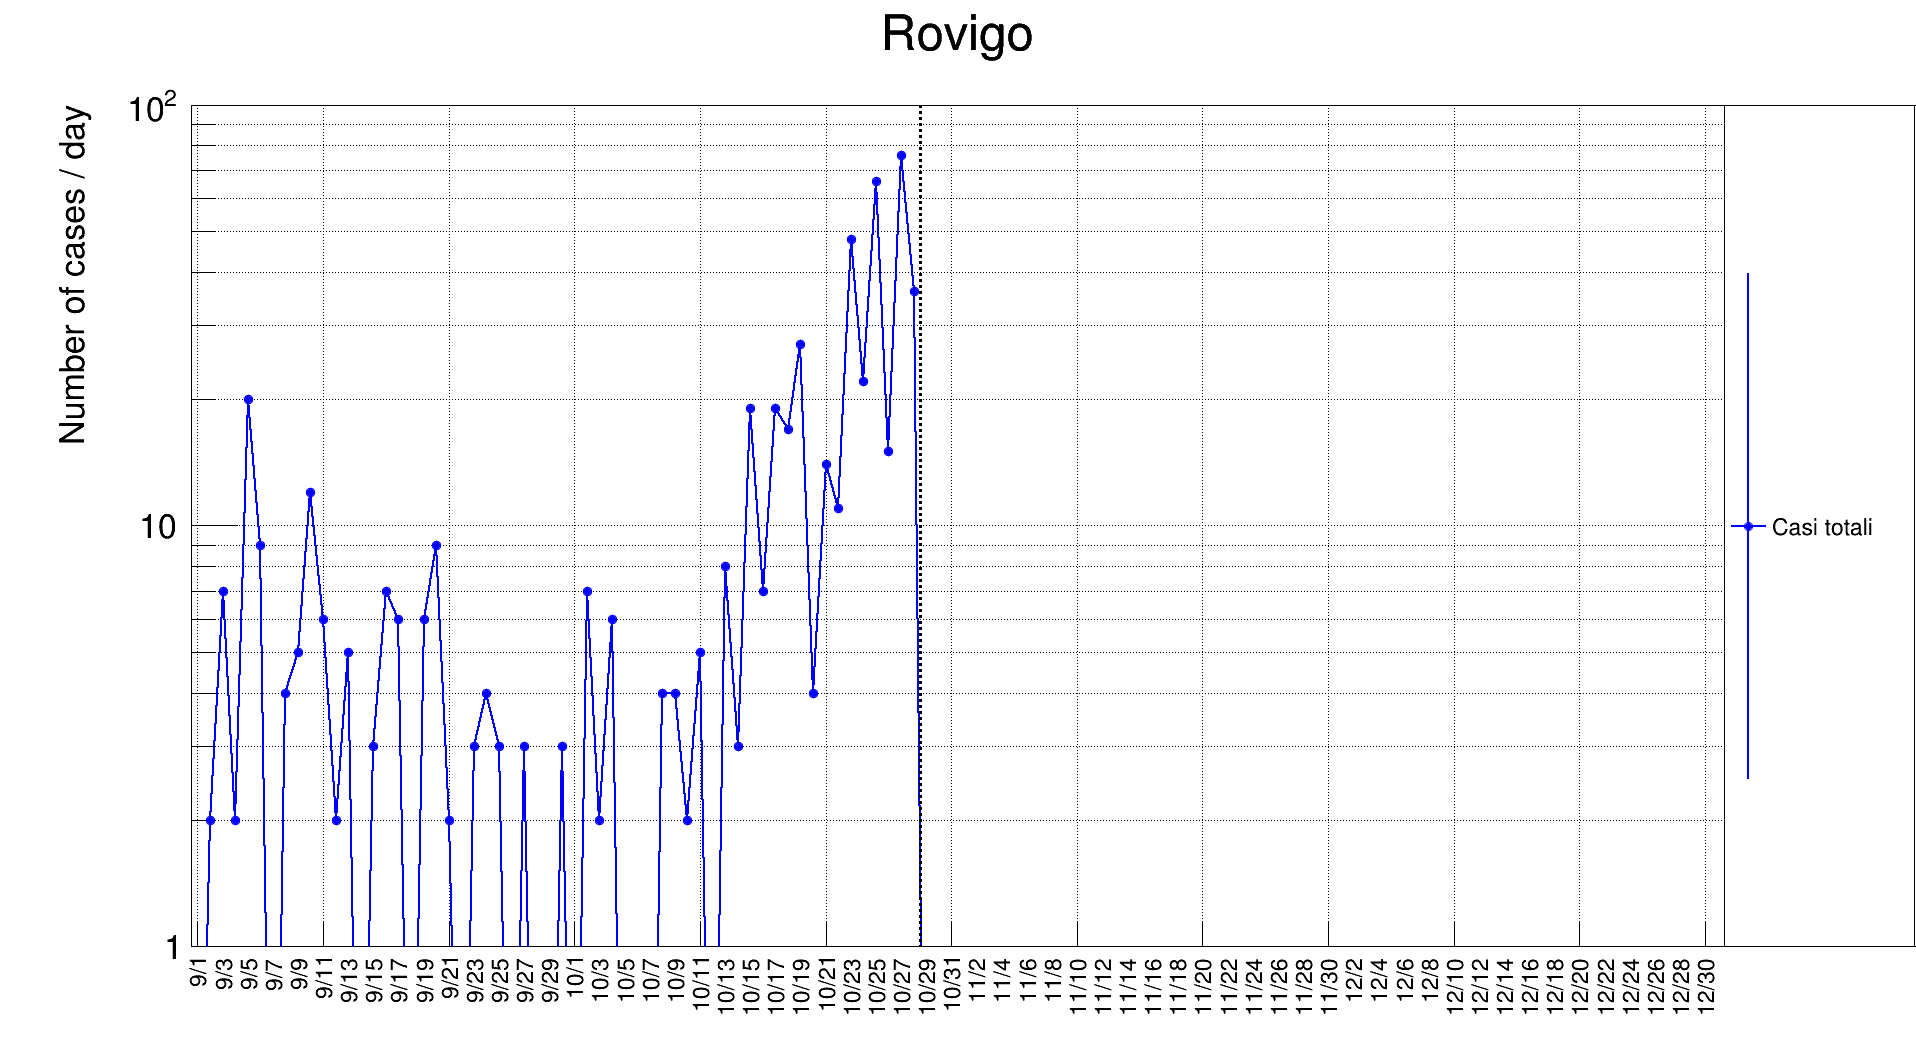 Rovigo
Number of cases / day
10²
10
1
9/1 9/3 9/5 9/7 9/9 9/11 9/13 9/15 9/17 9/19 9/21 9/23 9/25 9/27 9/29 10/1 10/3 10/5 10/7 10/9 10/11 10/13 10/15 10/17 10/19 10/21 10/23 10/25 10/27 10/29 10/31 11/2 11/4 11/6 11/8 11/10 11/12 11/14 11/16 11/18 11/20 11/22 11/24 11/26 11/28 11/30 12/2 12/4 12/6 12/8 12/10 12/12 12/14 12/16 12/18 12/20 12/22 12/24 12/26 12/28 12/30
Casi totali